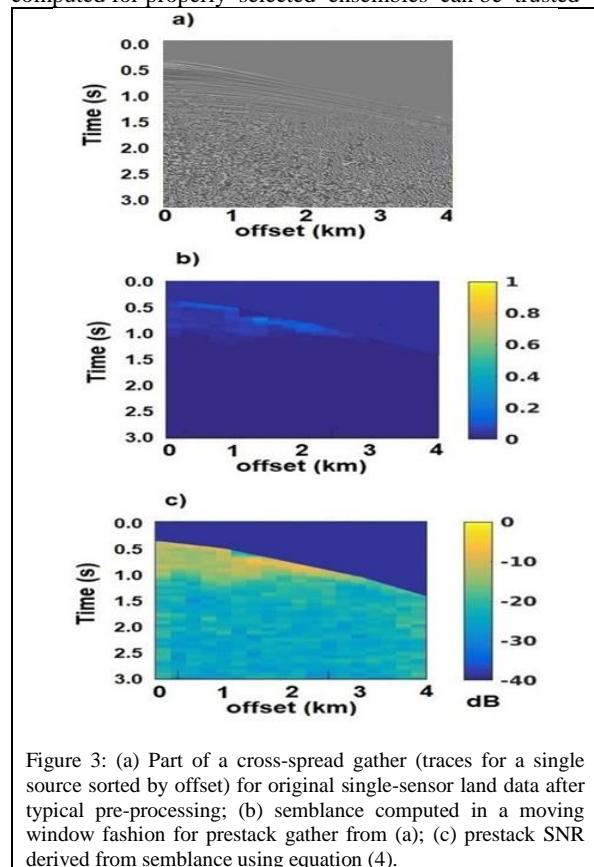 computed for properly selected ensembles can be trusted
a)
0.0
0.5
1.0
1.5
2.0
2.5
3.0
Time (s)
0 1 2 3 4
offset (km)
b)
0.0
0.5
1.0
1.5
2.0
2.5
3.0
Time (s)
0 1 2 3 4
offset (km)
1
0.8
0.6
0.4
0.2
0
c)
0.0
0.5
1.0
1.5
2.0
2.5
3.0
Time (s)
0 1 2 3 4
offset (km)
0
-10
-20
-30
-40
dB
Figure 3: (a) Part of a cross-spread gather (traces for a single
source sorted by offset) for original single-sensor land data after
typical pre-processing; (b) semblance computed in a moving
window fashion for prestack gather from (a); (c) prestack SNR
derived from semblance using equation (4).